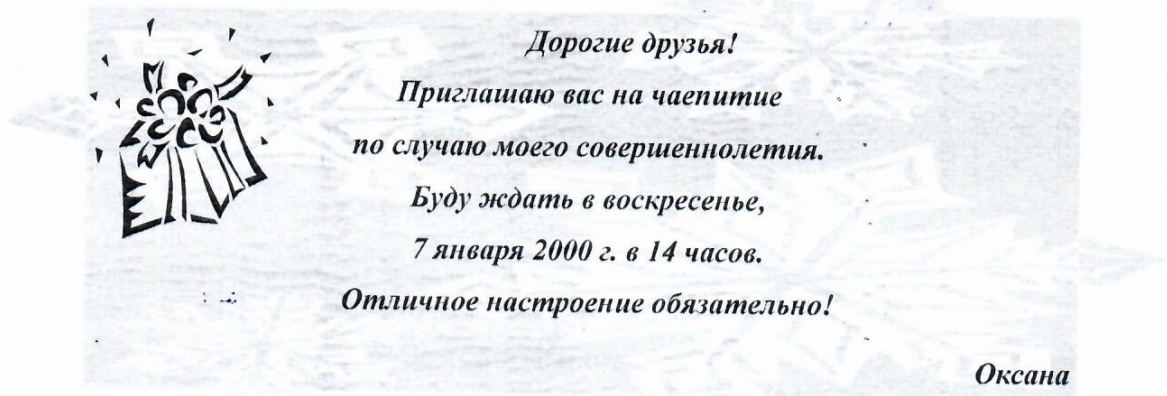 Дорогие друзья!
Приглашаю вас на чаепитие
по случаю моего совершеннолетия.
Буду ждать в воскресенье,
7 января 2000 г. в 14 часов.
Отличное настроение обязательно!
Оксана